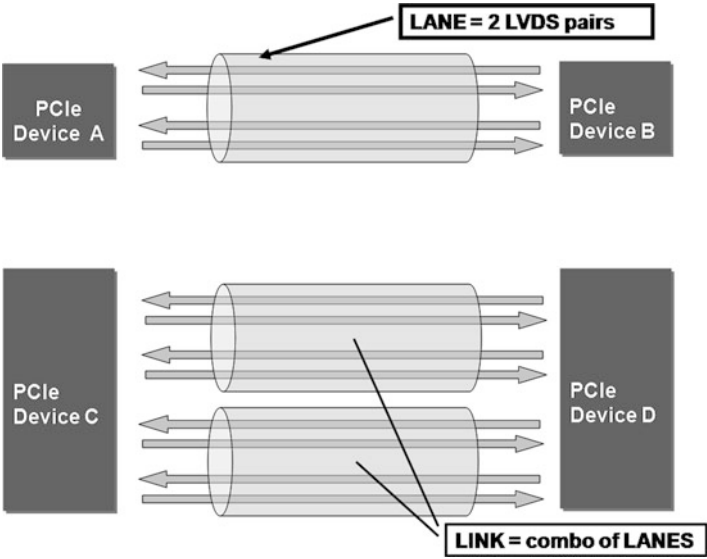 LANE = 2 LVDS pairs
PCIe
Device A
PCIe
Device B
PCIe
Device C
PCIe
Device D
LINK = combo of LANES